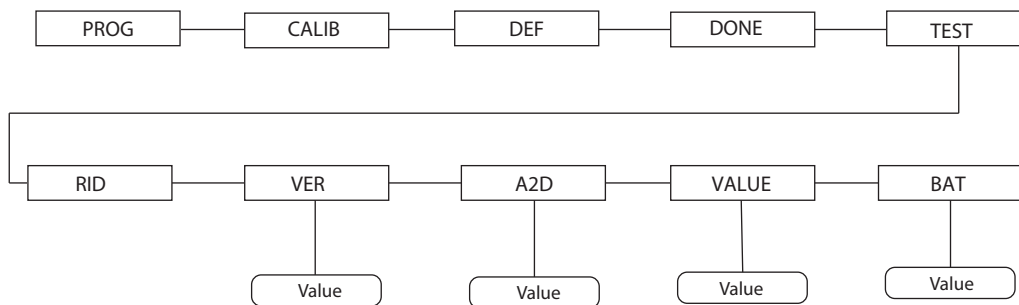 PROG CALIB DEF DONE TEST
RID VER A2D VALUE BAT
Value Value Value Value